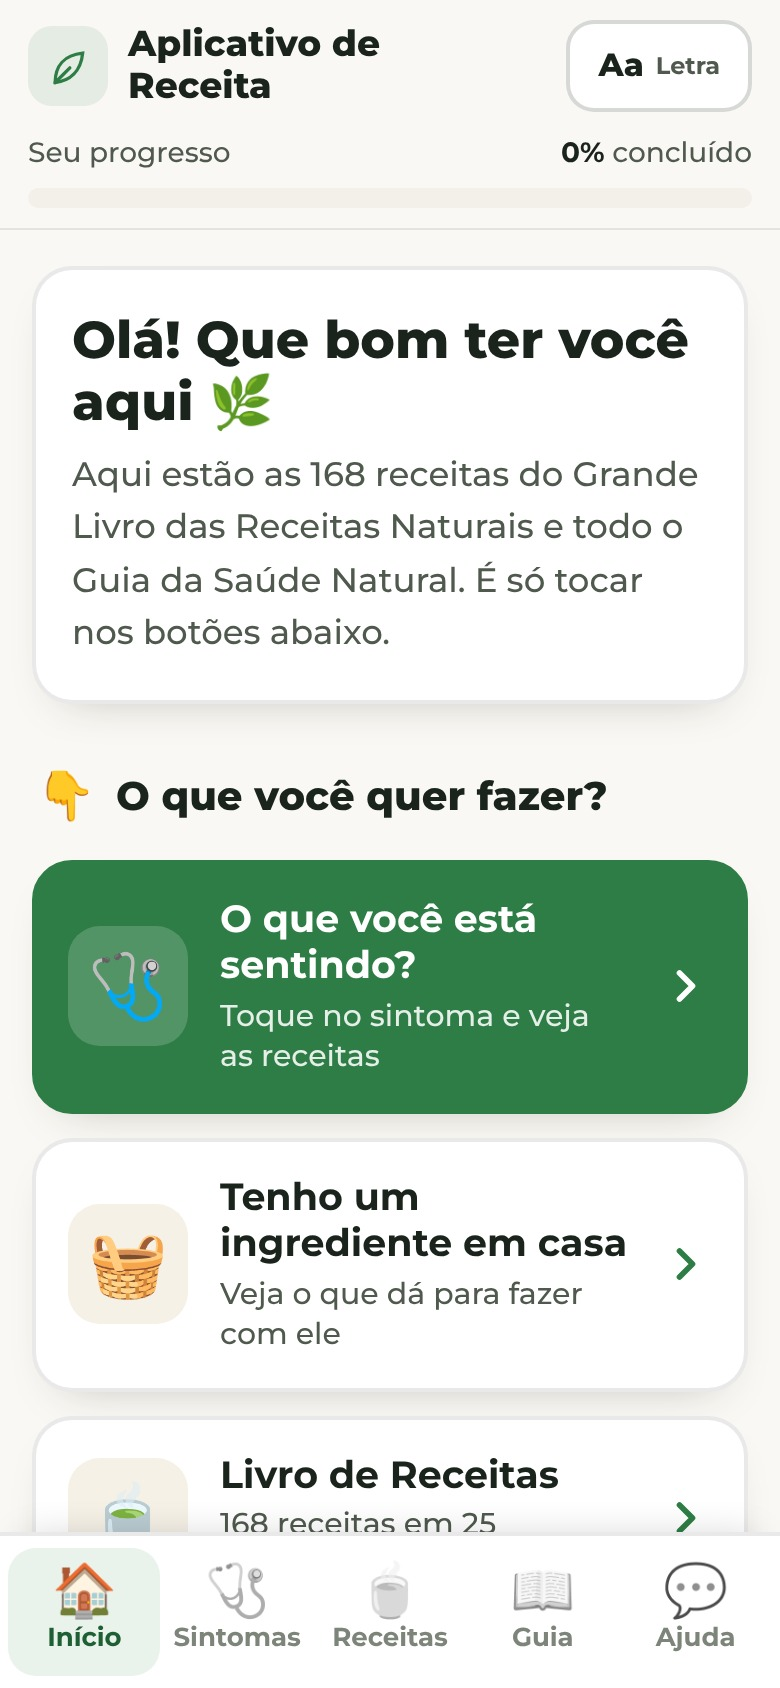 Aplicativo de
Receita
Aa Letra
Seu progresso
0% concluído
Olá! Que bom ter você
aqui 🌿
Aqui estão as 168 receitas do Grande
Livro das Receitas Naturais e todo o
Guia da Saúde Natural. É só tocar
nos botões abaixo.
👇 O que você quer fazer?
O que você está
sentindo?
Toque no sintoma e veja
as receitas
Tenho um
ingrediente em casa
Veja o que dá para fazer
com ele
Livro de Receitas
168 receitas em 25
Início
Sintomas
Receitas
Guia
Ajuda